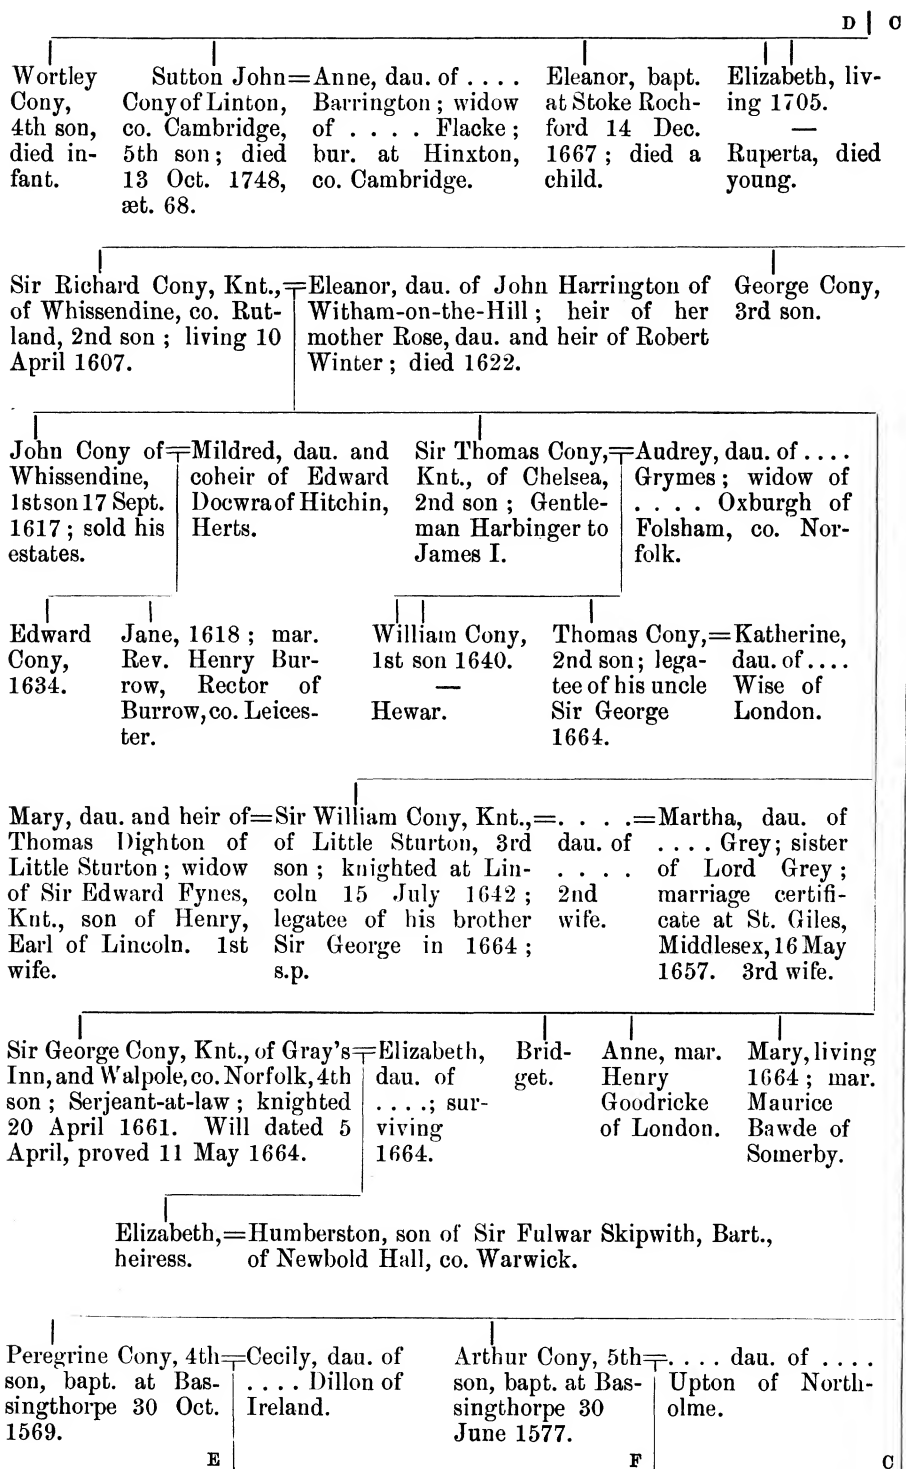 D | C
Wortley
Cony,
4th son,
died in-
fant.
Sutton John=
Cony of Linton,
co. Cambridge,
5th son; died
13 Oct. 1748,
æt. 68.
Anne, dau. of . . . .
Barrington; widow
of . . . . Flacke;
bur. at Hinxton,
co. Cambridge.
Eleanor, bapt.
at Stoke Roch-
ford 14 Dec.
1667; died a
child.
Elizabeth, liv-
ing 1705.
—
Ruperta, died
young.
Sir Richard Cony, Knt.,=
of Whissendine, co. Rut-
land, 2nd son; living 10
April 1607.
Eleanor, dau. of John Harrington of
Witham-on-the-Hill; heir of her
mother Rose, dau. and heir of Robert
Winter; died 1622.
George Cony,
3rd son.
John Cony of=
Whissendine,
1st son 17 Sept.
1617; sold his
estates.
Mildred, dau. and
coheir of Edward
Docwra of Hitchin,
Herts.
Sir Thomas Cony,=
Knt., of Chelsea,
2nd son; Gentle-
man Harbinger to
James I.
Audrey, dau. of . . . .
Grymes; widow of
. . . . Oxburgh of
Folsham, co. Nor-
folk.
Edward
Cony,
1634.
Jane, 1618; mar.
Rev. Henry Bur-
row, Rector of
Burrow, co. Leices-
ter.
William Cony,
1st son 1640.
—
Hewar.
Thomas Cony,=
2nd son; lega-
tee of his uncle
Sir George
1664.
Katherine,
dau. of . . . .
Wise of
London.
Mary, dau. and heir of=
Thomas Dighton of
Little Sturton; widow
of Sir Edward Fynes,
Knt., son of Henry,
Earl of Lincoln. 1st
wife.
Sir William Cony, Knt.,=
of Little Sturton, 3rd
son; knighted at Lin-
coln 15 July 1642;
legatee of his brother
Sir George in 1664;
s.p.
. . . .=
dau. of
. . . .
2nd
wife.
Martha, dau. of
. . . . Grey; sister
of Lord Grey;
marriage certifi-
cate at St. Giles,
Middlesex, 16 May
1657. 3rd wife.
Sir George Cony, Knt., of Gray's=
Inn, and Walpole, co. Norfolk, 4th
son; Serjeant-at-law; knighted
20 April 1661. Will dated 5
April, proved 11 May 1664.
Elizabeth,
dau. of
. . . .; sur-
viving
1664.
Brid-
get.
Anne, mar.
Henry
Goodricke
of London.
Mary, living
1664; mar.
Maurice
Bawde of
Somerby.
Elizabeth,=
heiress.
Humberston, son of Sir Fulwar Skipwith, Bart.,
of Newbold Hall, co. Warwick.
Peregrine Cony, 4th=
son, bapt. at Bas-
singthorpe 30 Oct.
1569.
Cecily, dau. of
. . . . Dillon of
Ireland.
Arthur Cony, 5th=
son, bapt. at Bas-
singthorpe 30
June 1577.
. . . . dau. of . . . .
Upton of North-
olme.
E
F
C